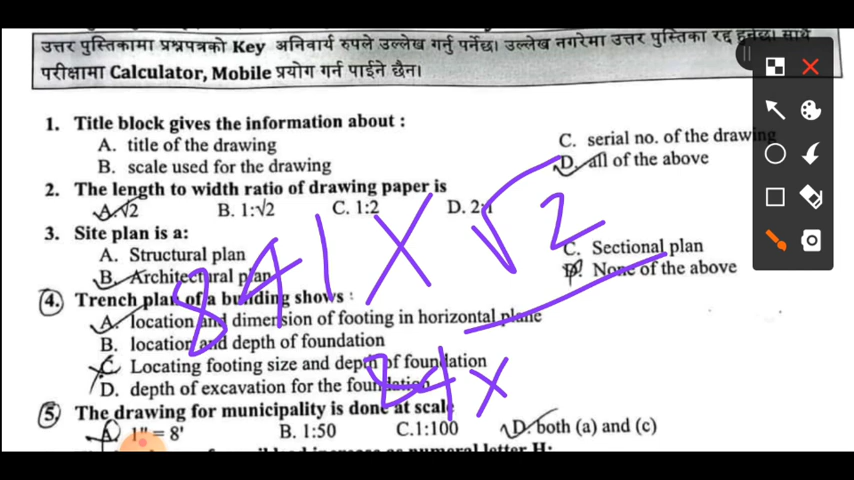 उत्तर पुस्तिकामा प्रश्नपत्रको Key अनिवार्य रुपले उल्लेख गर्नु पर्नेछ। उल्लेख नगरेमा उत्तर पुस्तिका रद्द हुनेछ। साथै
परीक्षामा Calculator, Mobile प्रयोग गर्न पाईने छैन।
1. Title block gives the information about :
A. title of the drawing
C. serial no. of the drawing
B. scale used for the drawing
D. all of the above
2. The length to width ratio of drawing paper is
A. √2 B. 1:√2 C. 1:2 D. 2:1
3. Site plan is a:
A. Structural plan
C. Sectional plan
B. Architectural plan
D. None of the above
841 X √2
4. Trench plan of a building shows :
A. location and dimension of footing in horizontal plane
B. location and depth of foundation
C. Locating footing size and depth of foundation
84 x
D. depth of excavation for the foundation
5. The drawing for municipality is done at scale
A. 1" = 8' B. 1:50 C.1:100 D. both (a) and (c)
numeral letter H: